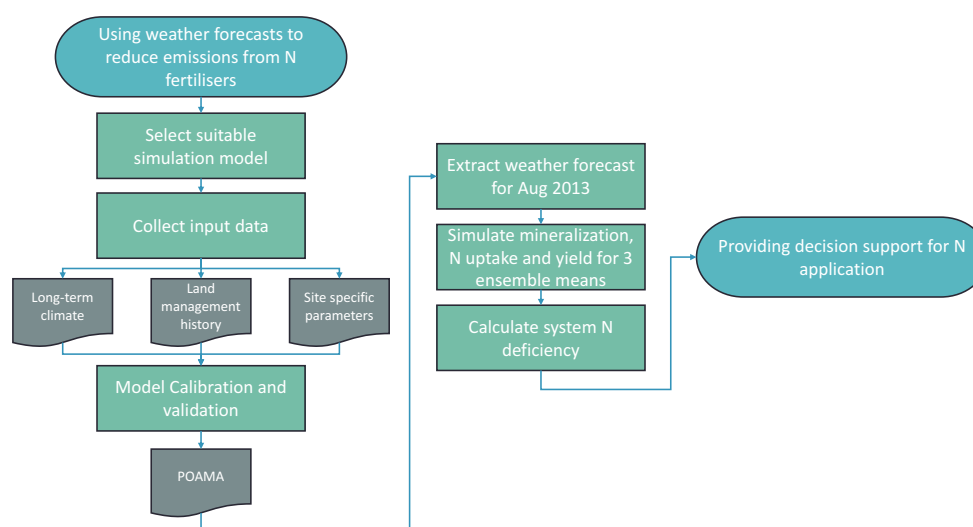 Using weather forecasts to
reduce emissions from N
fertilisers
Select suitable
simulation model
Collect input data
Long-term
climate
Land
management
history
Site specific
parameters
Model Calibration and
validation
POAMA
Extract weather forecast
for Aug 2013
Simulate mineralization,
N uptake and yield for 3
ensemble means
Calculate system N
deficiency
Providing decision support for N
application